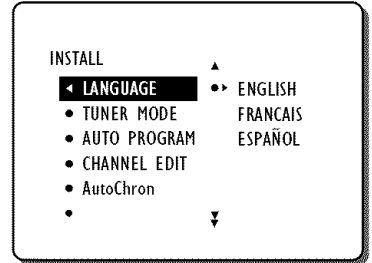 INSTALL
LANGUAGE
TUNER MODE
AUTO PROGRAM
CHANNEL EDIT
AutoChron
ENGLISH
FRANCAIS
ESPAÑOL